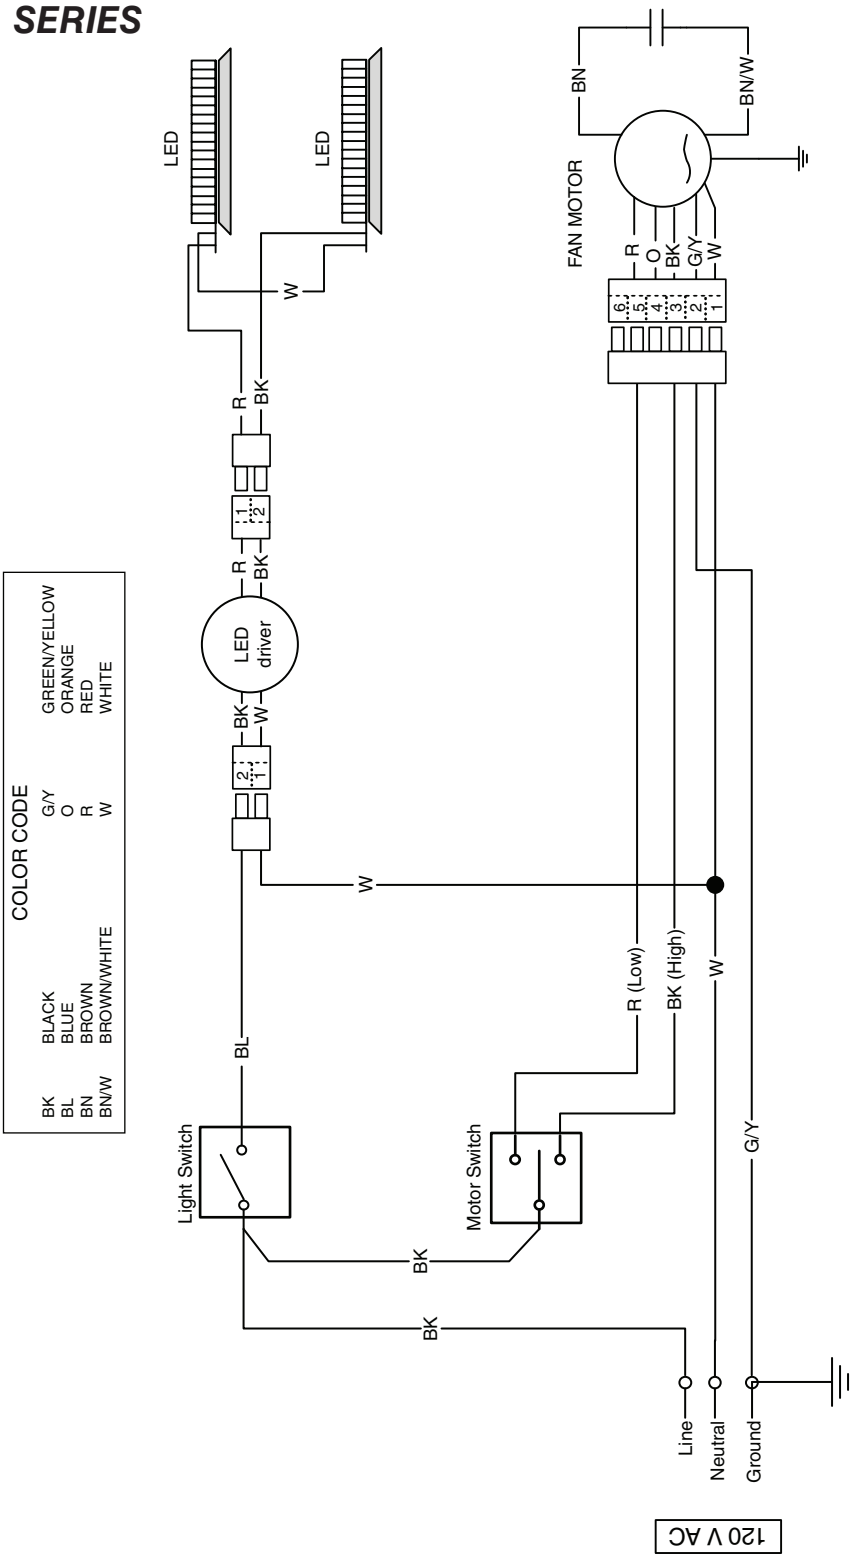 SERIES
COLOR CODE
BK BLACK G/Y GREEN/YELLOW
BL BLUE O ORANGE
BN BROWN R RED
BN/W BROWN/WHITE W WHITE
LED
LED
W
R
BK
1
2
R
BK
LED
driver
BK
W
2
1
W
BL
Light Switch
BN
BN/W
FAN MOTOR
R
O
BK
G/Y
W
6
5
4
3
2
1
R (Low)
BK (High)
W
G/Y
Motor Switch
BK
BK
Line
Neutral
Ground
120 V AC